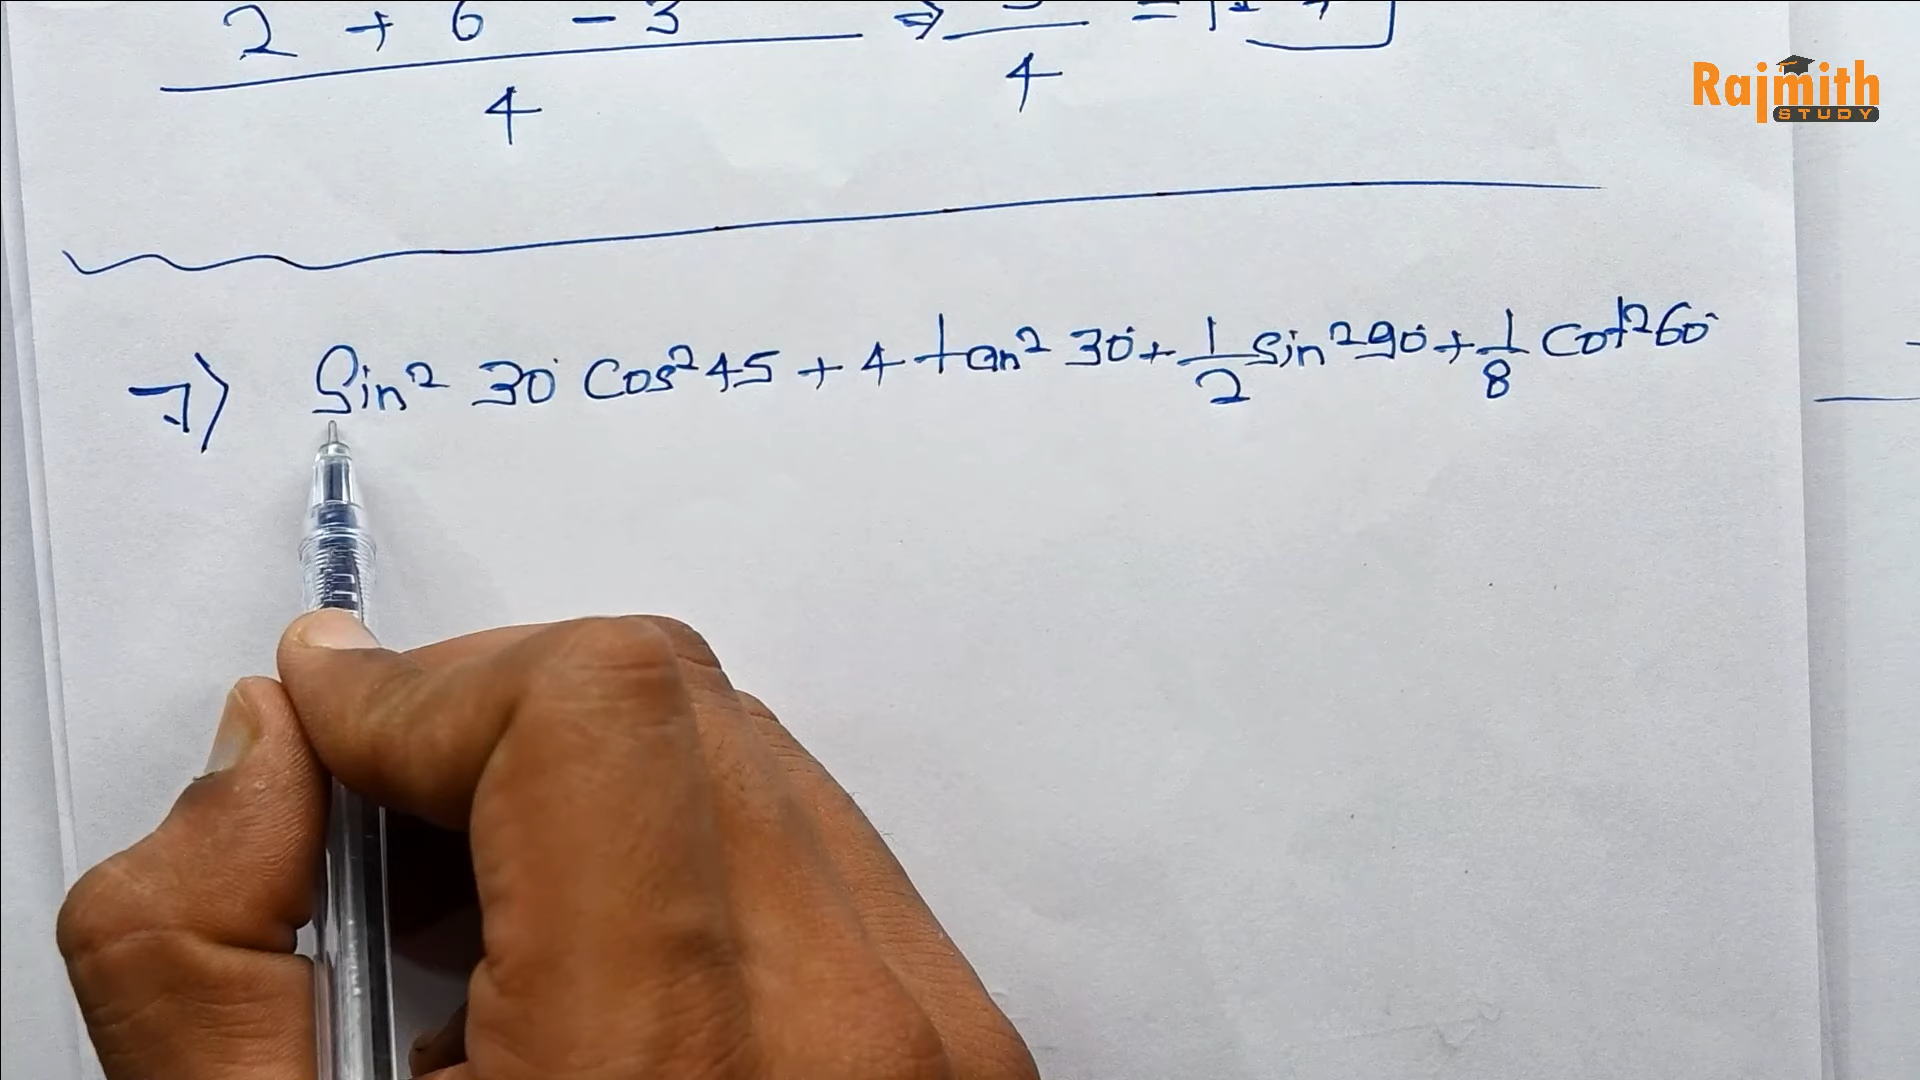 2 + 6 - 3 ⇒
4 4 =
Rajmith
STUDY
7) Sin² 30° Cos² 45 + 4 tan² 30° + 1/2 Sin² 90° + 1/8 Cot² 60°